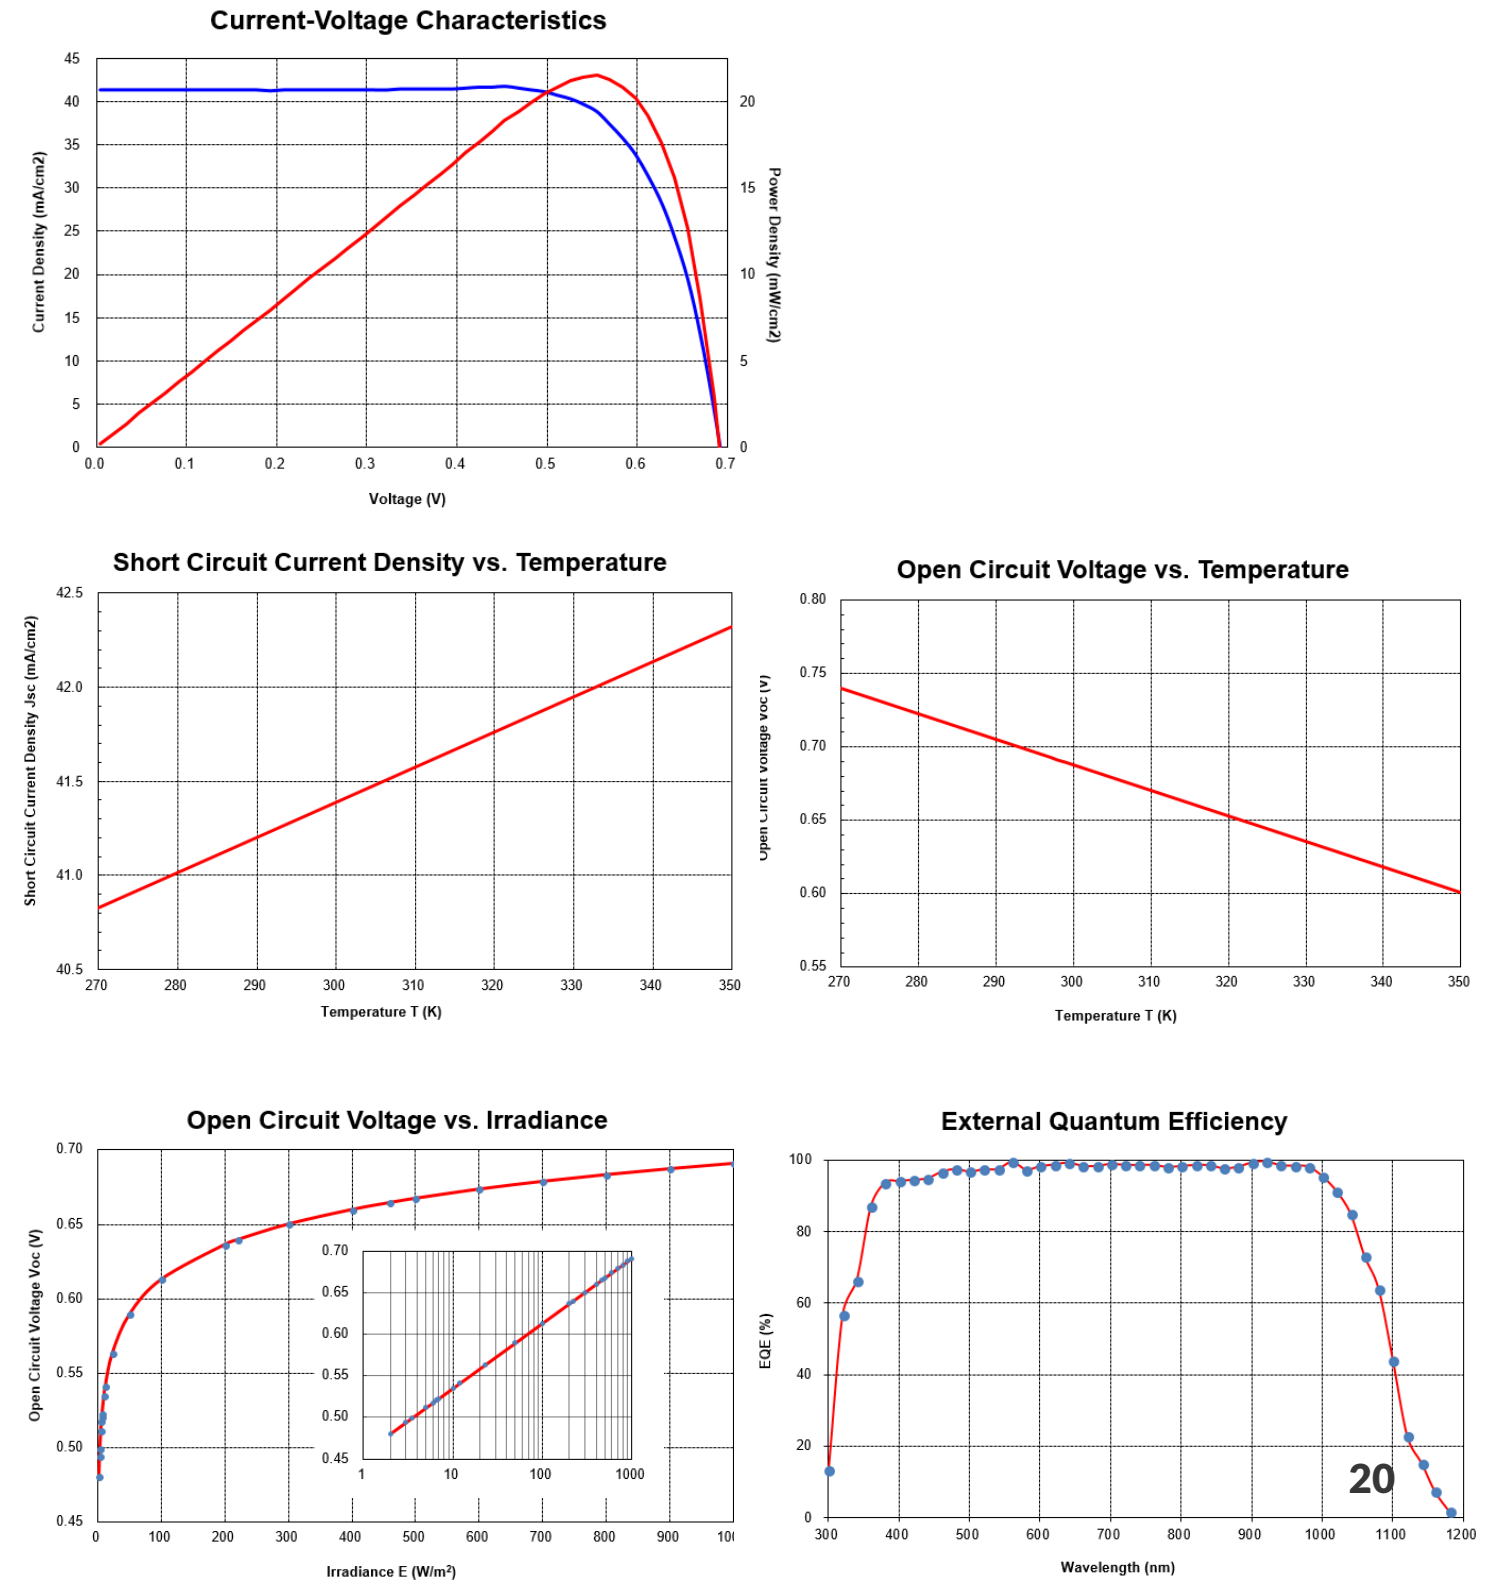 Current-Voltage Characteristics
45
40
35
30
25
20
15
10
5
0
20
15
10
5
0
0.0 0.1 0.2 0.3 0.4 0.5 0.6 0.7
Current Density (mA/cm2)
Power Density (mW/cm2)
Voltage (V)
Short Circuit Current Density vs. Temperature
42.5
42.0
41.5
41.0
40.5
270 280 290 300 310 320 330 340 350
Short Circuit Current Density Jsc (mA/cm2)
Temperature T (K)
Open Circuit Voltage vs. Temperature
0.80
0.75
0.70
0.65
0.60
0.55
270 280 290 300 310 320 330 340 350
Open Circuit Voltage Voc (V)
Temperature T (K)
Open Circuit Voltage vs. Irradiance
0.70
0.65
0.60
0.55
0.50
0.45
0 100 200 300 400 500 600 700 800 900 100
Open Circuit Voltage Voc (V)
Irradiance E (W/m²)
0.70
0.65
0.60
0.55
0.50
0.45
1 10 100 1000
External Quantum Efficiency
100
80
60
40
20
0
300 400 500 600 700 800 900 1000 1100 1200
EQE (%)
Wavelength (nm)
20